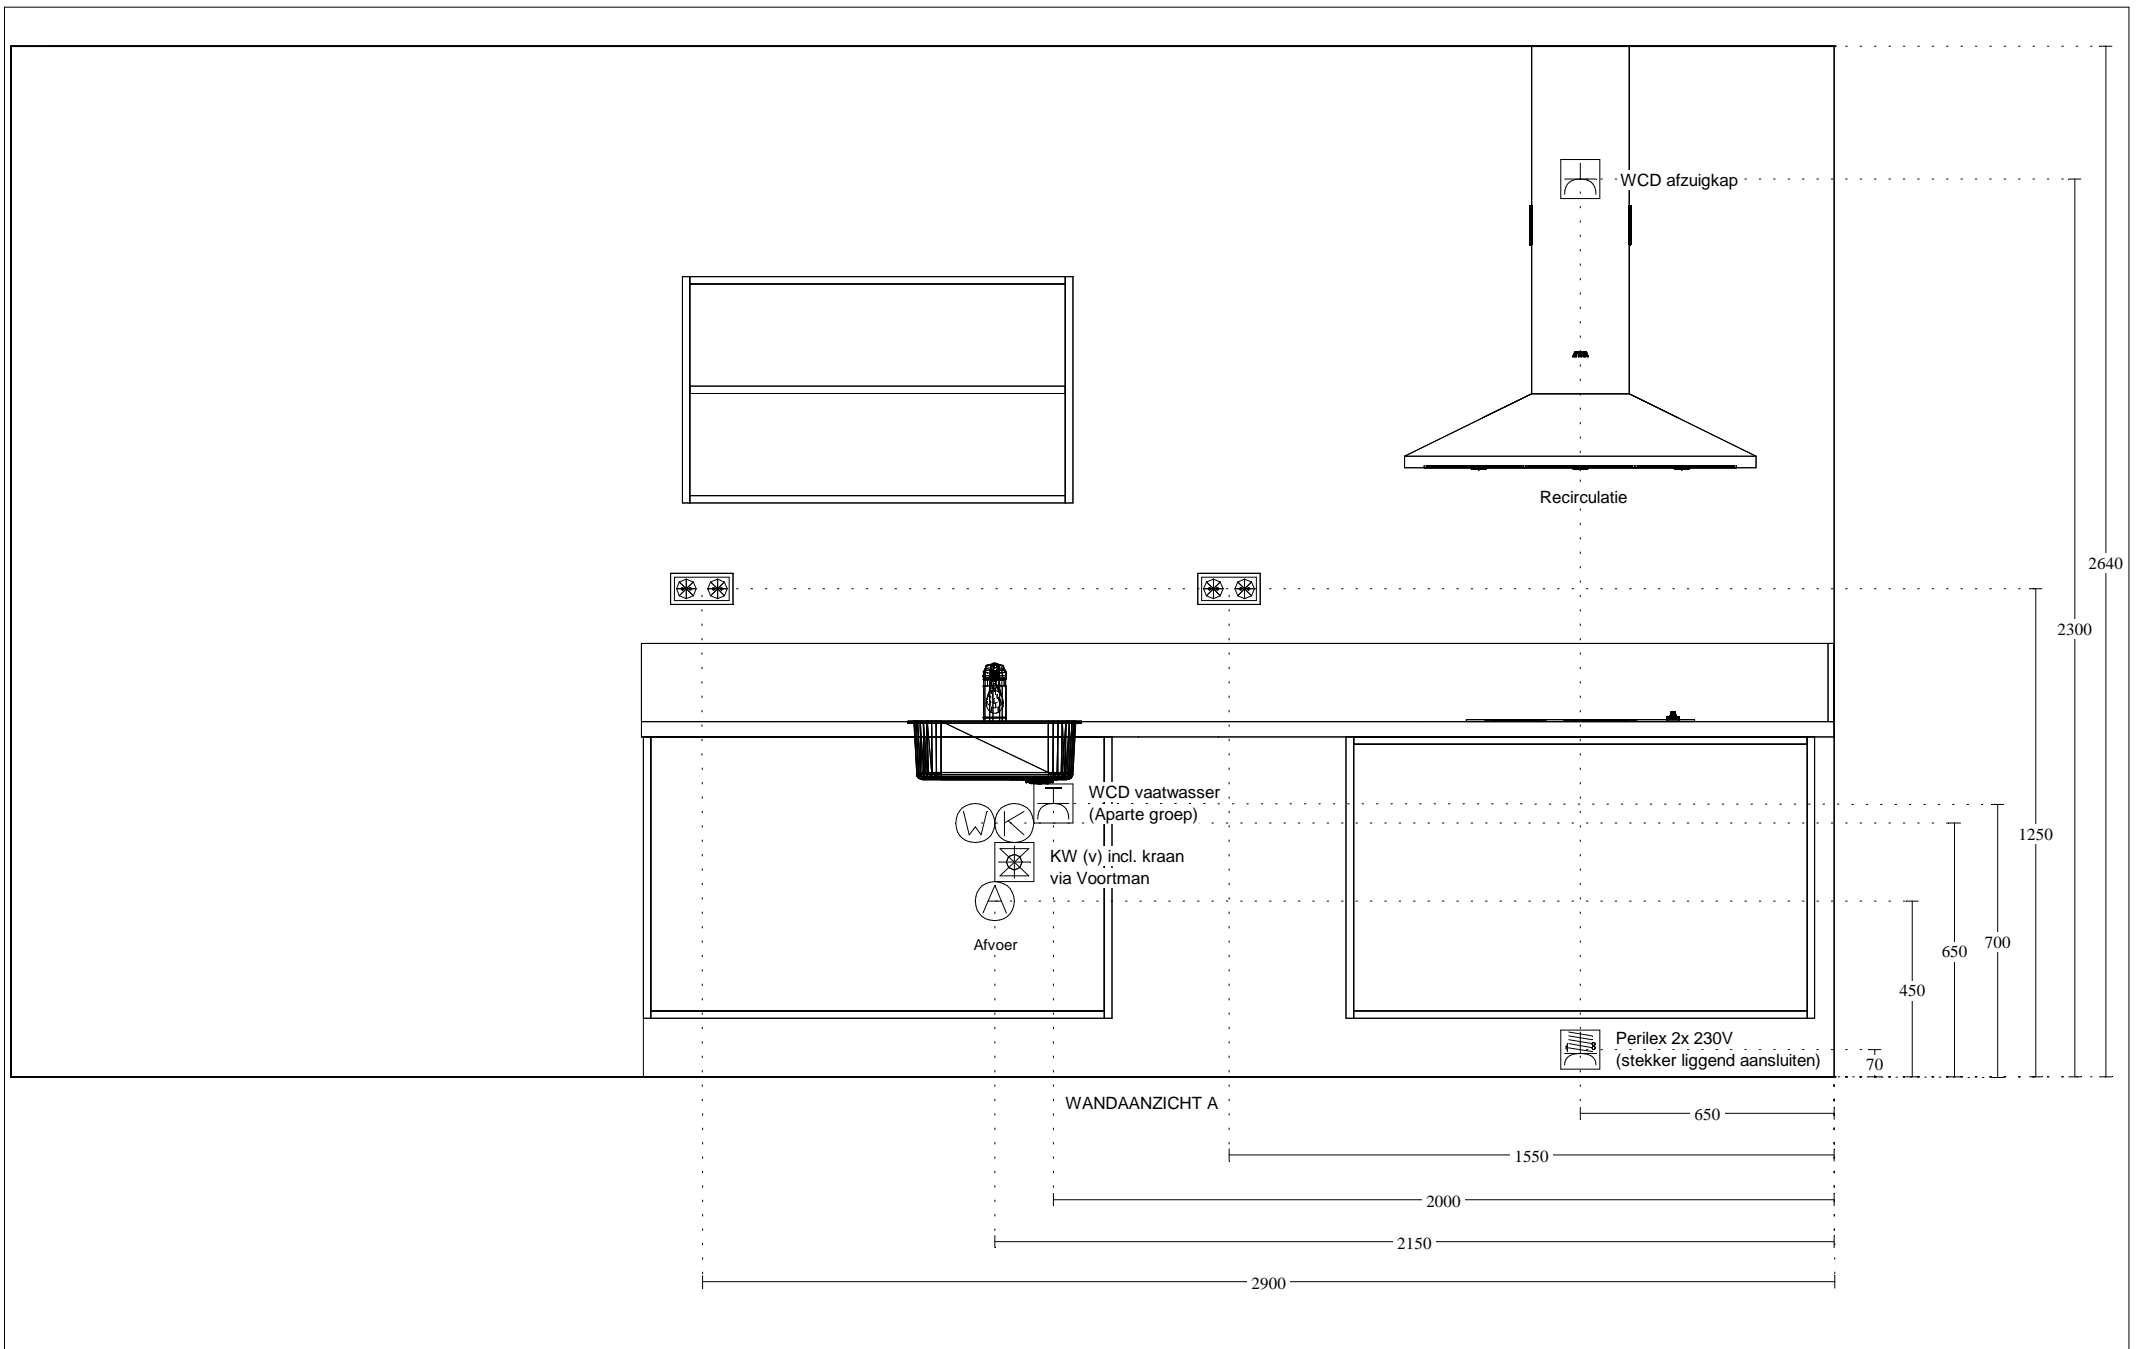 WCD afzuigkap
Recirculatie
2640
2300
WCD vaatwasser
(Aparte groep)
W K
1250
KW (v) incl. kraan
via Voortman
A
Afvoer
700
650
450
Perilex 2x 230V
(stekker liggend aansluiten)
70
WANDAANZICHT A
650
1550
2000
2150
2900